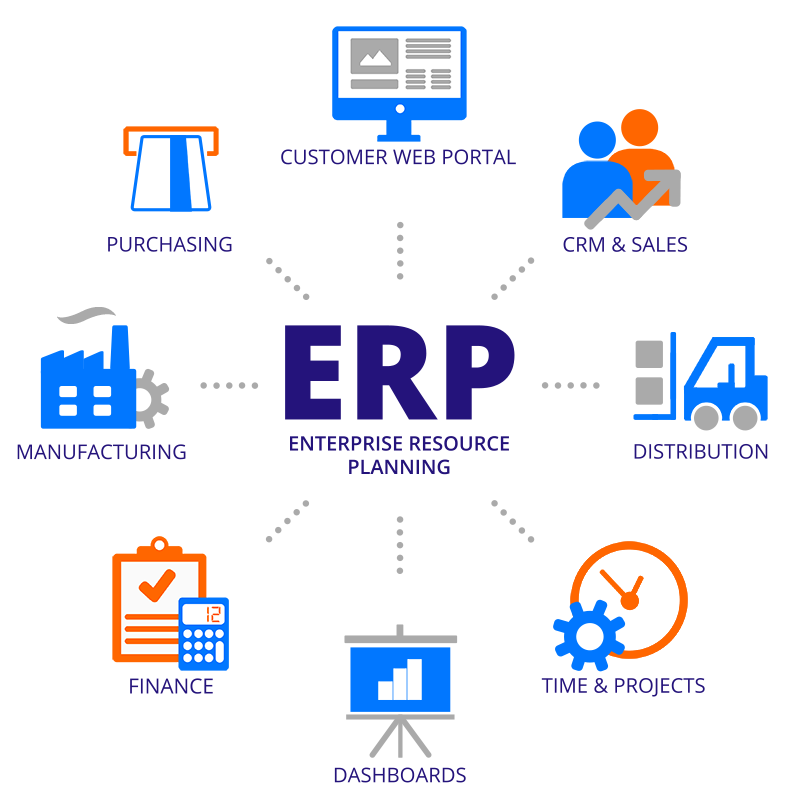 CUSTOMER WEB PORTAL
PURCHASING
CRM & SALES
ERP
ENTERPRISE RESOURCE
PLANNING
MANUFACTURING
DISTRIBUTION
12
FINANCE
TIME & PROJECTS
DASHBOARDS